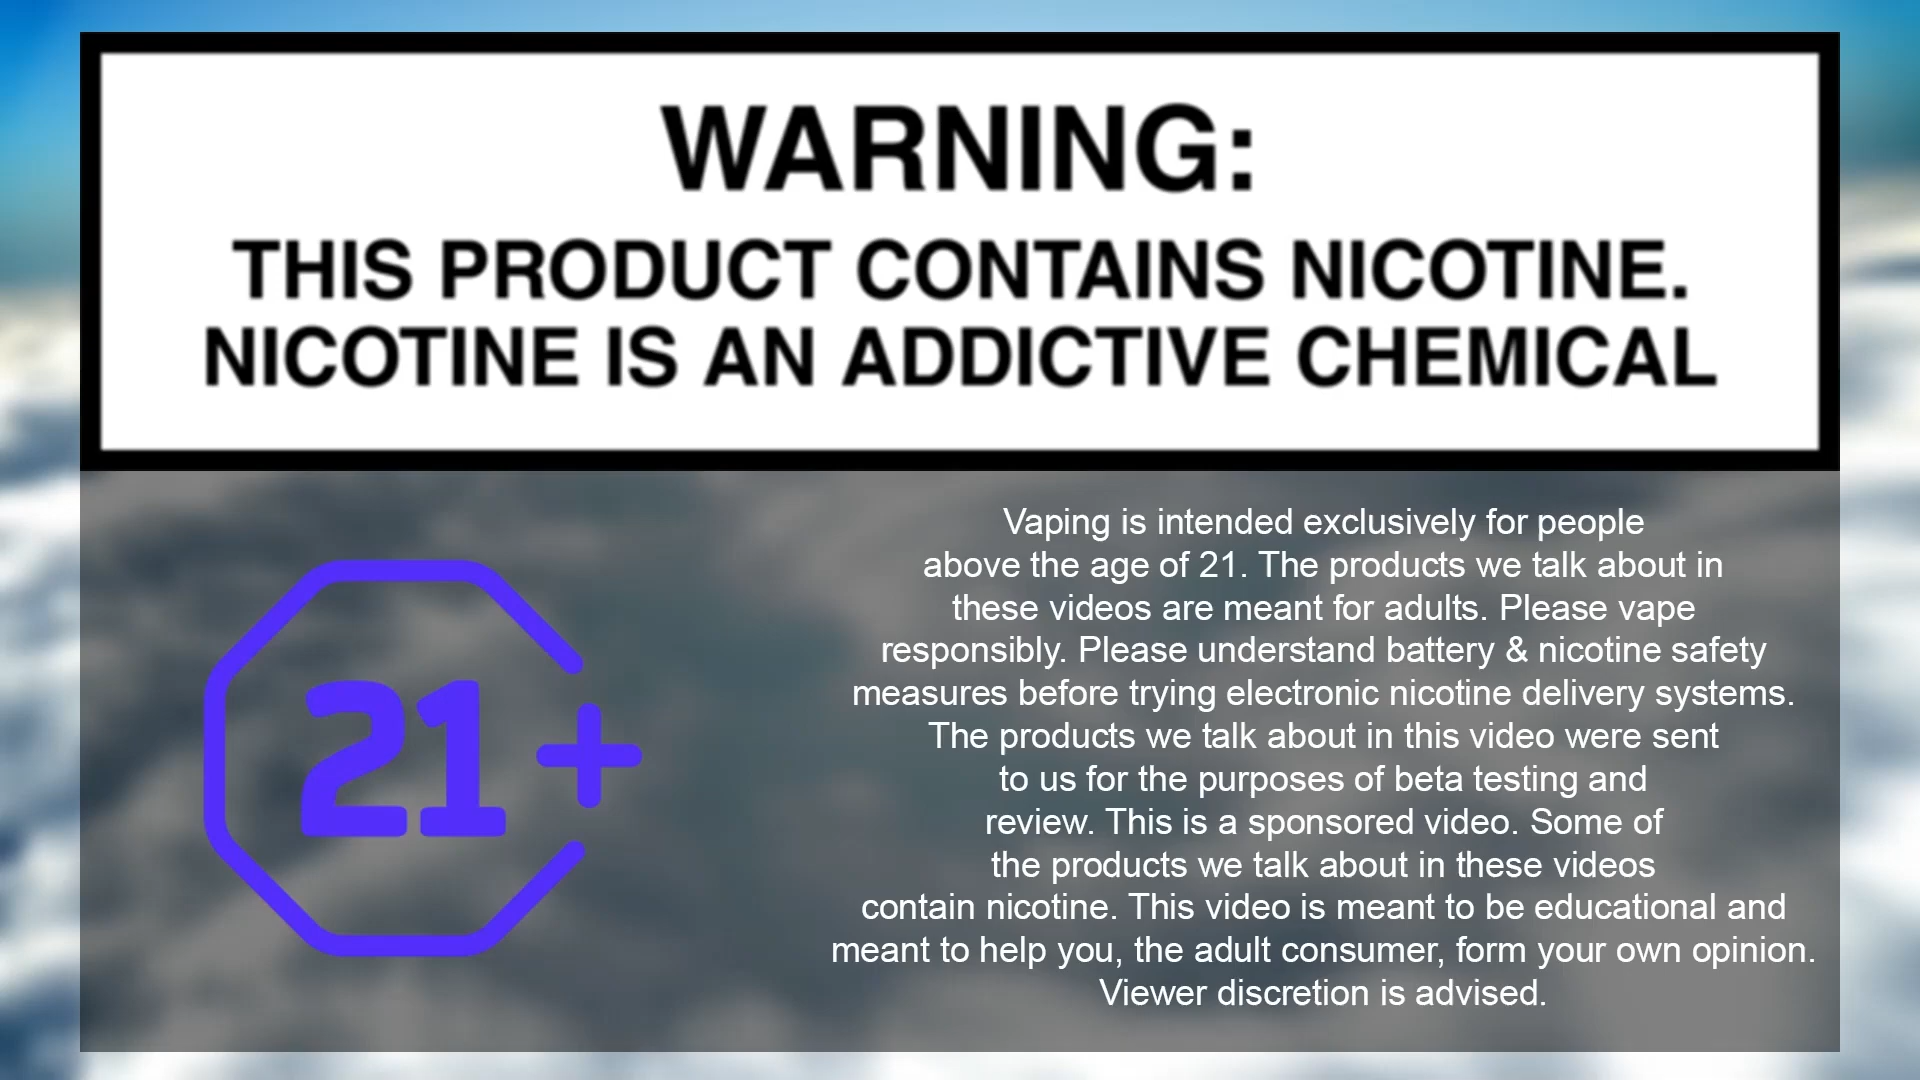 WARNING:
THIS PRODUCT CONTAINS NICOTINE.
NICOTINE IS AN ADDICTIVE CHEMICAL
21+
Vaping is intended exclusively for people
above the age of 21. The products we talk about in
these videos are meant for adults. Please vape
responsibly. Please understand battery & nicotine safety
measures before trying electronic nicotine delivery systems.
The products we talk about in this video were sent
to us for the purposes of beta testing and
review. This is a sponsored video. Some of
the products we talk about in these videos
contain nicotine. This video is meant to be educational and
meant to help you, the adult consumer, form your own opinion.
Viewer discretion is advised.